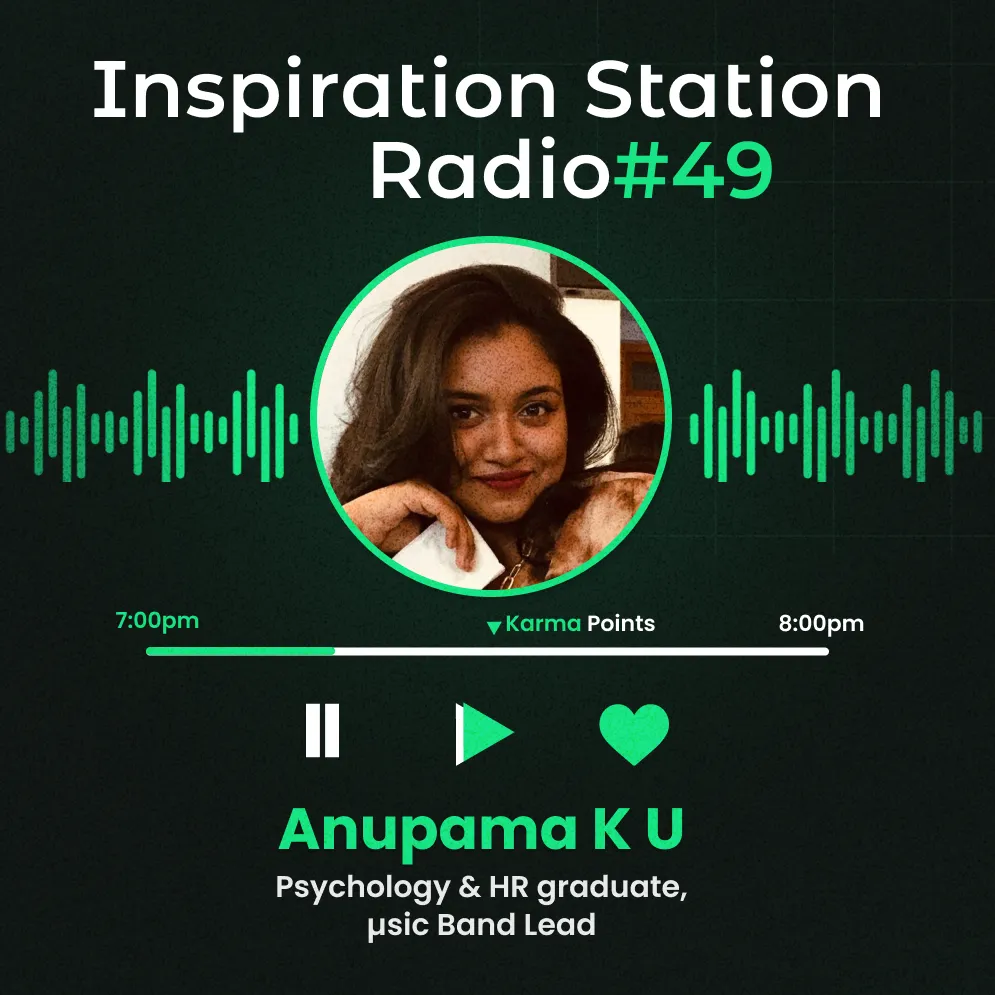 Inspiration Station
Radio#49
7:00pm
Karma Points
8:00pm
Anupama K U
Psychology & HR graduate,
μsic Band Lead